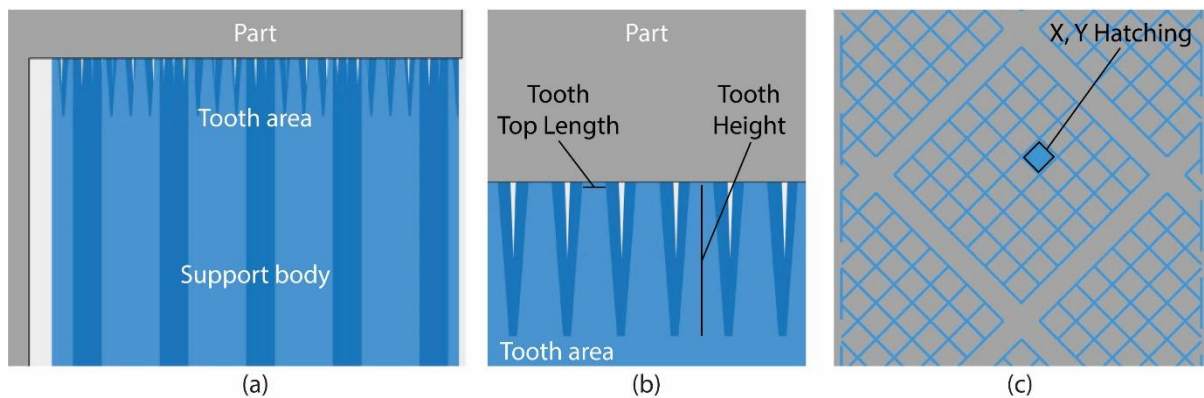 Part
Tooth area
Support body
(a)
Part
Tooth
Top Length
Tooth
Height
Tooth area
(b)
X, Y Hatching
(c)